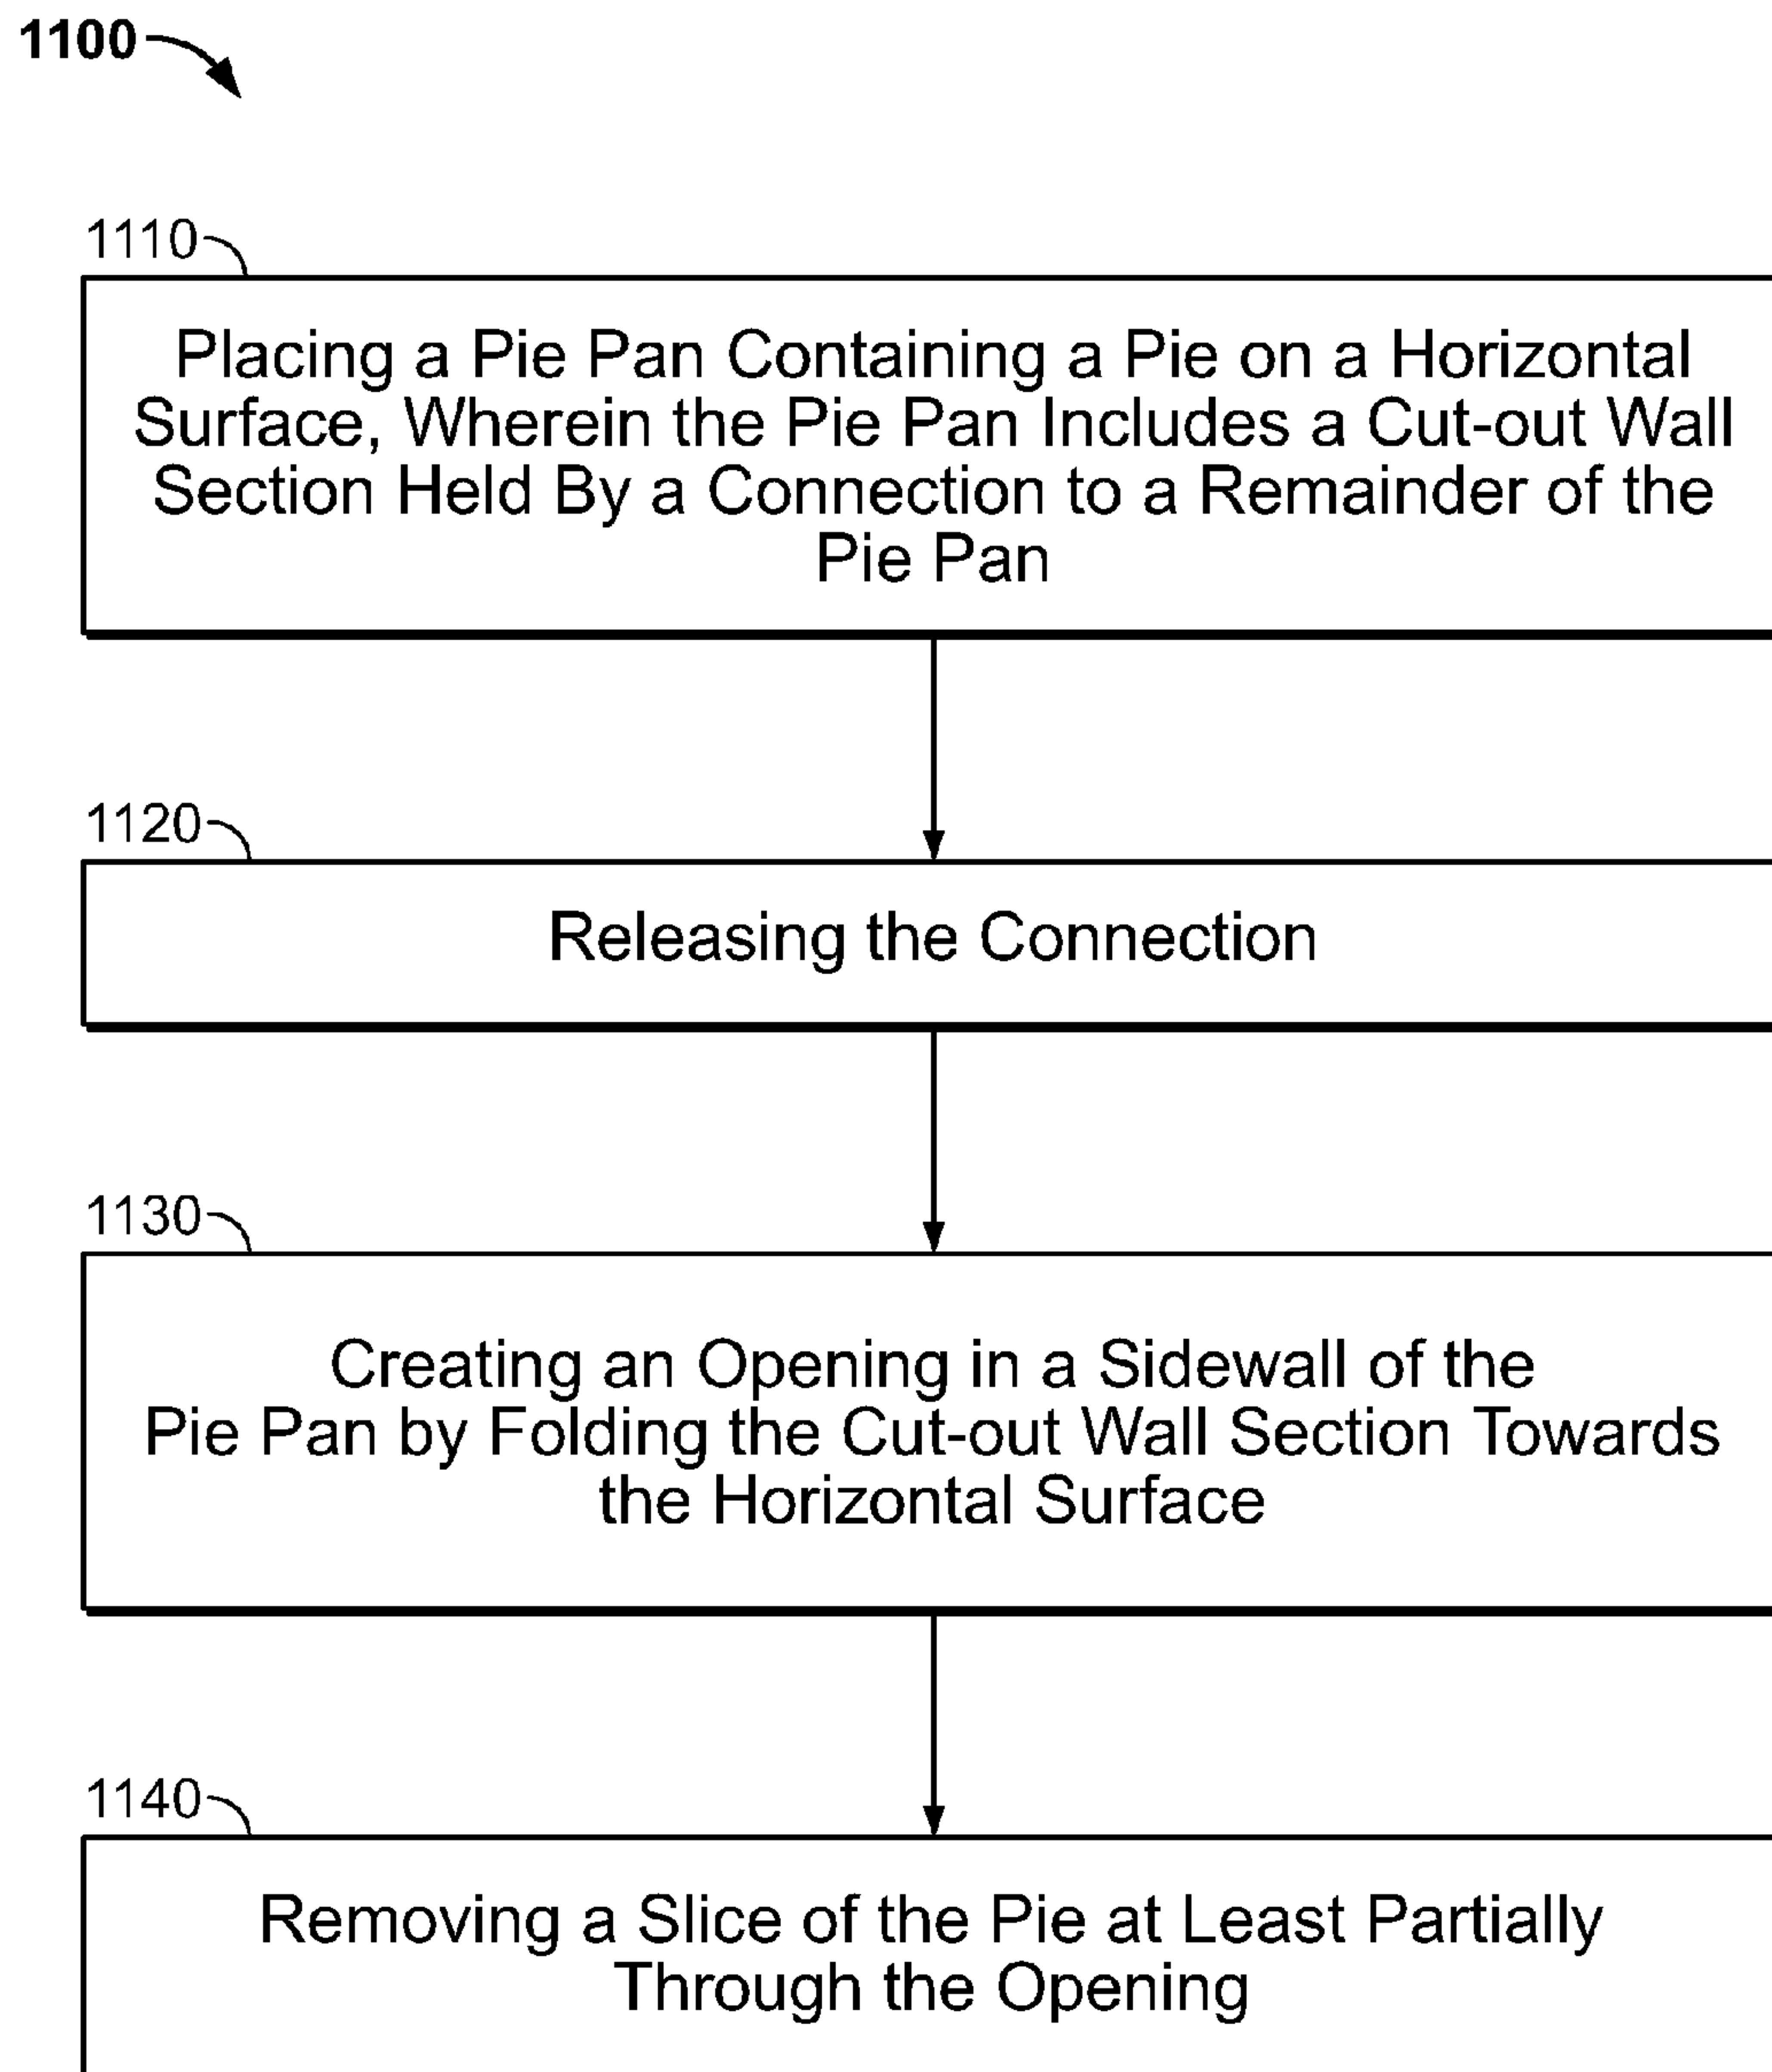 1100
1110
Placing a Pie Pan Containing a Pie on a Horizontal
Surface, Wherein the Pie Pan Includes a Cut-out Wall
Section Held By a Connection to a Remainder of the
Pie Pan
1120
Releasing the Connection
1130
Creating an Opening in a Sidewall of the
Pie Pan by Folding the Cut-out Wall Section Towards
the Horizontal Surface
1140
Removing a Slice of the Pie at Least Partially
Through the Opening